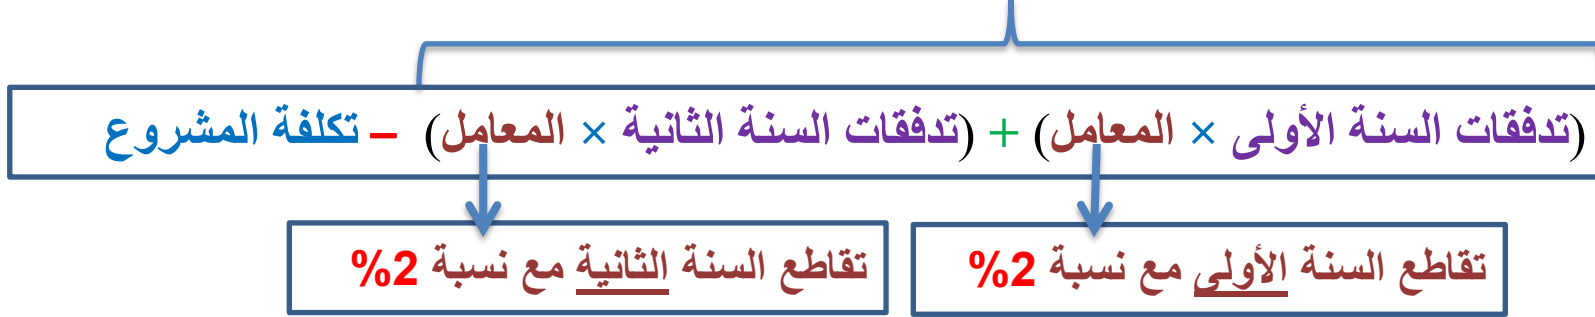 (تدفقات السنة الأولى × المعامل) + (تدفقات السنة الثانية × المعامل) – تكلفة المشروع
تقاطع السنة الأولى مع نسبة 2%
تقاطع السنة الثانية مع نسبة 2%